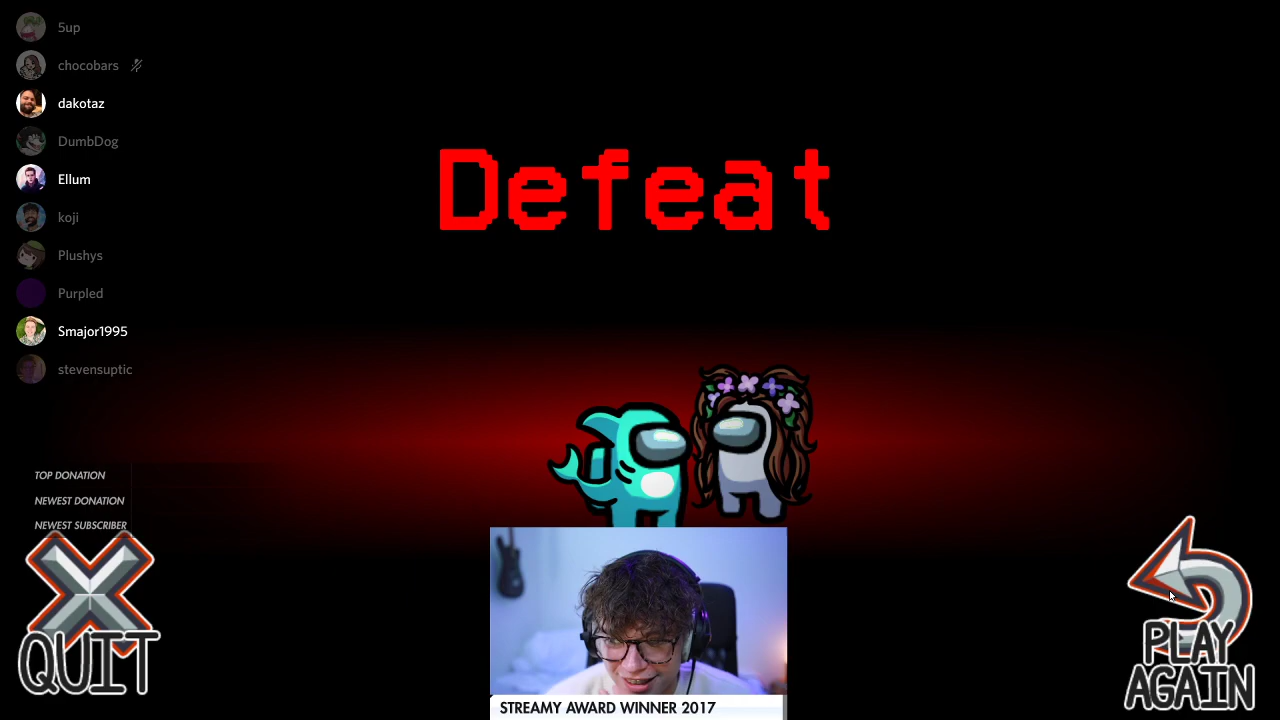 5up
chocobars
dakotaz
DumbDog
Ellum
koji
Plushys
Purpled
Smajor1995
stevensuptic
Defeat
TOP DONATION
NEWEST DONATION
NEWEST SUBSCRIBER
QUIT
PLAY
AGAIN
STREAMY AWARD WINNER 2017